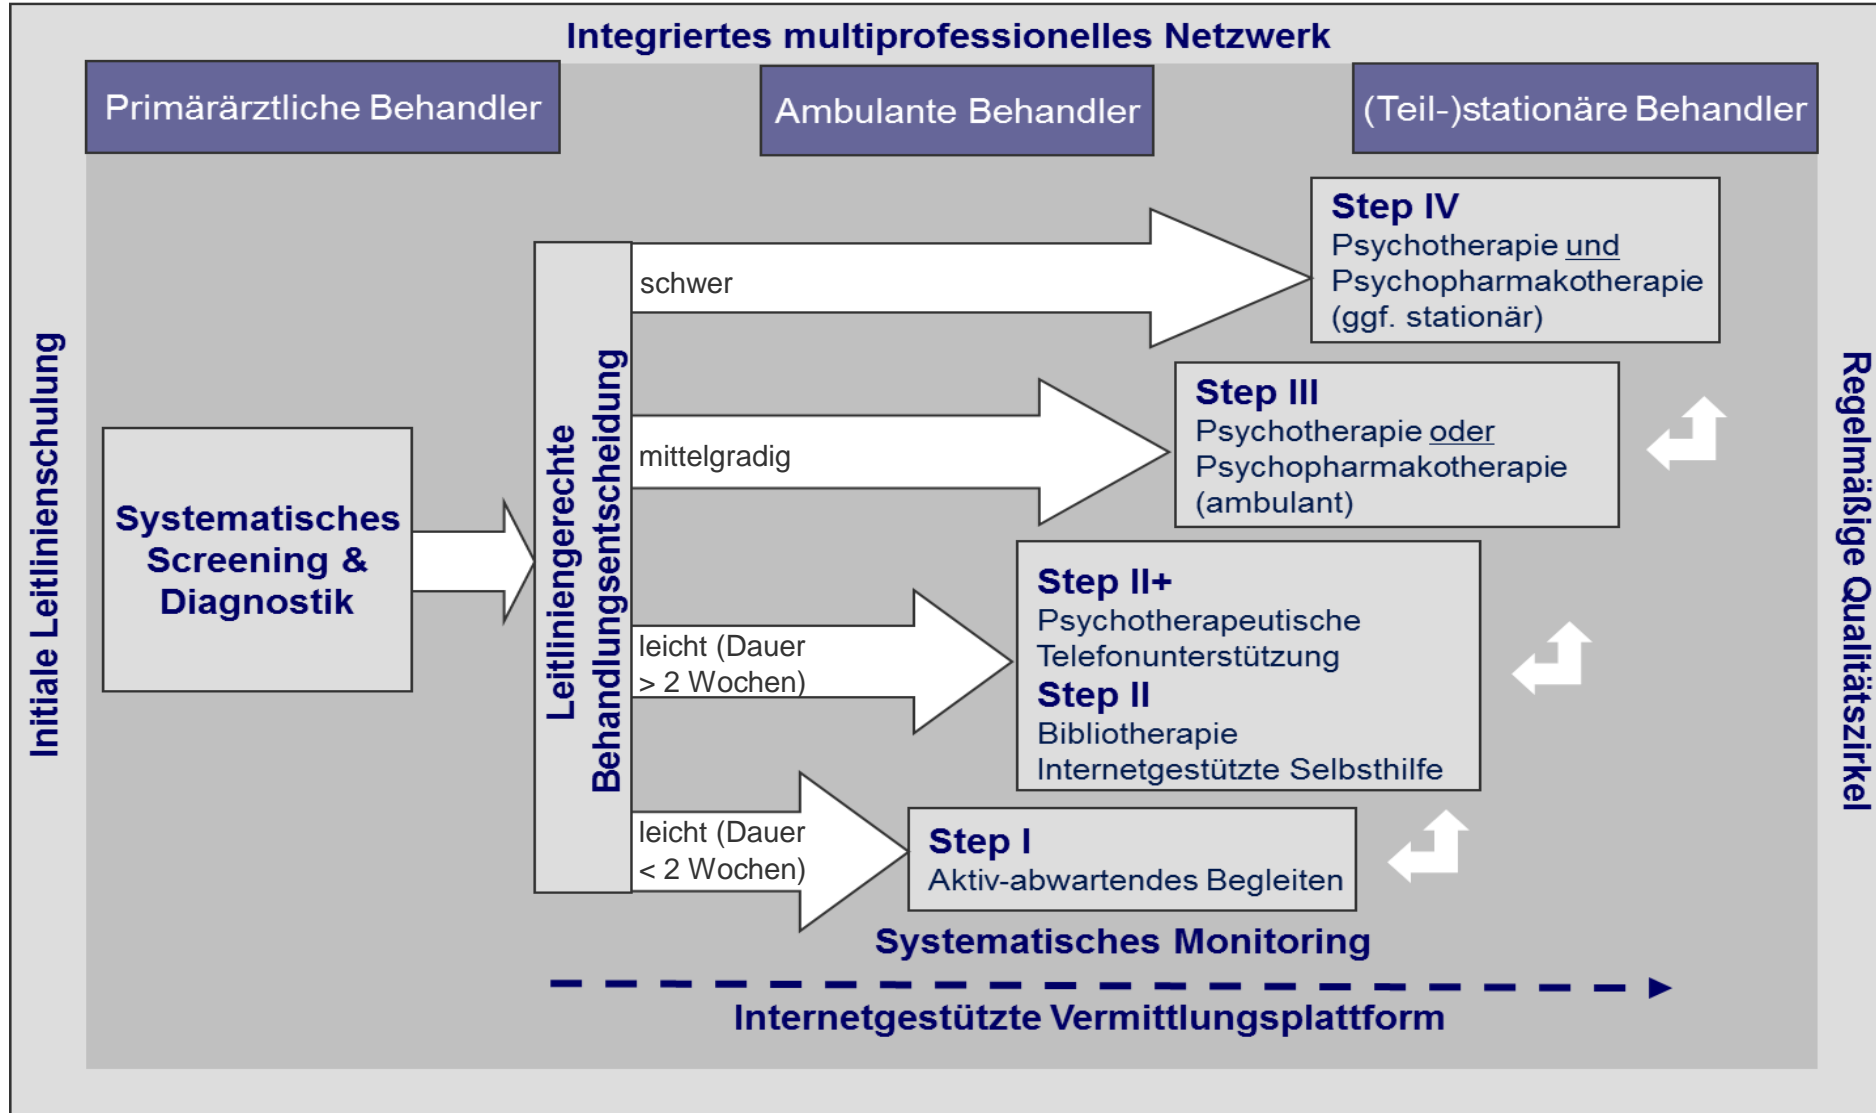 Integriertes multiprofessionelles Netzwerk
Primärärztliche Behandler
Ambulante Behandler
(Teil-)stationäre Behandler
Initiale Leitlinienschulung
Systematisches
Screening &
Diagnostik
Leitliniengerechte
Behandlungsentscheidung
schwer
Step IV
Psychotherapie und
Psychopharmakotherapie
(ggf. stationär)
mittelgradig
Step III
Psychotherapie oder
Psychopharmakotherapie
(ambulant)
leicht (Dauer
> 2 Wochen)
Step II+
Psychotherapeutische
Telefonunterstützung
Step II
Bibliotherapie
Internetgestützte Selbsthilfe
leicht (Dauer
< 2 Wochen)
Step I
Aktiv-abwartendes Begleiten
Systematisches Monitoring
Internetgestützte Vermittlungsplattform
Regelmäßige Qualitätszirkel